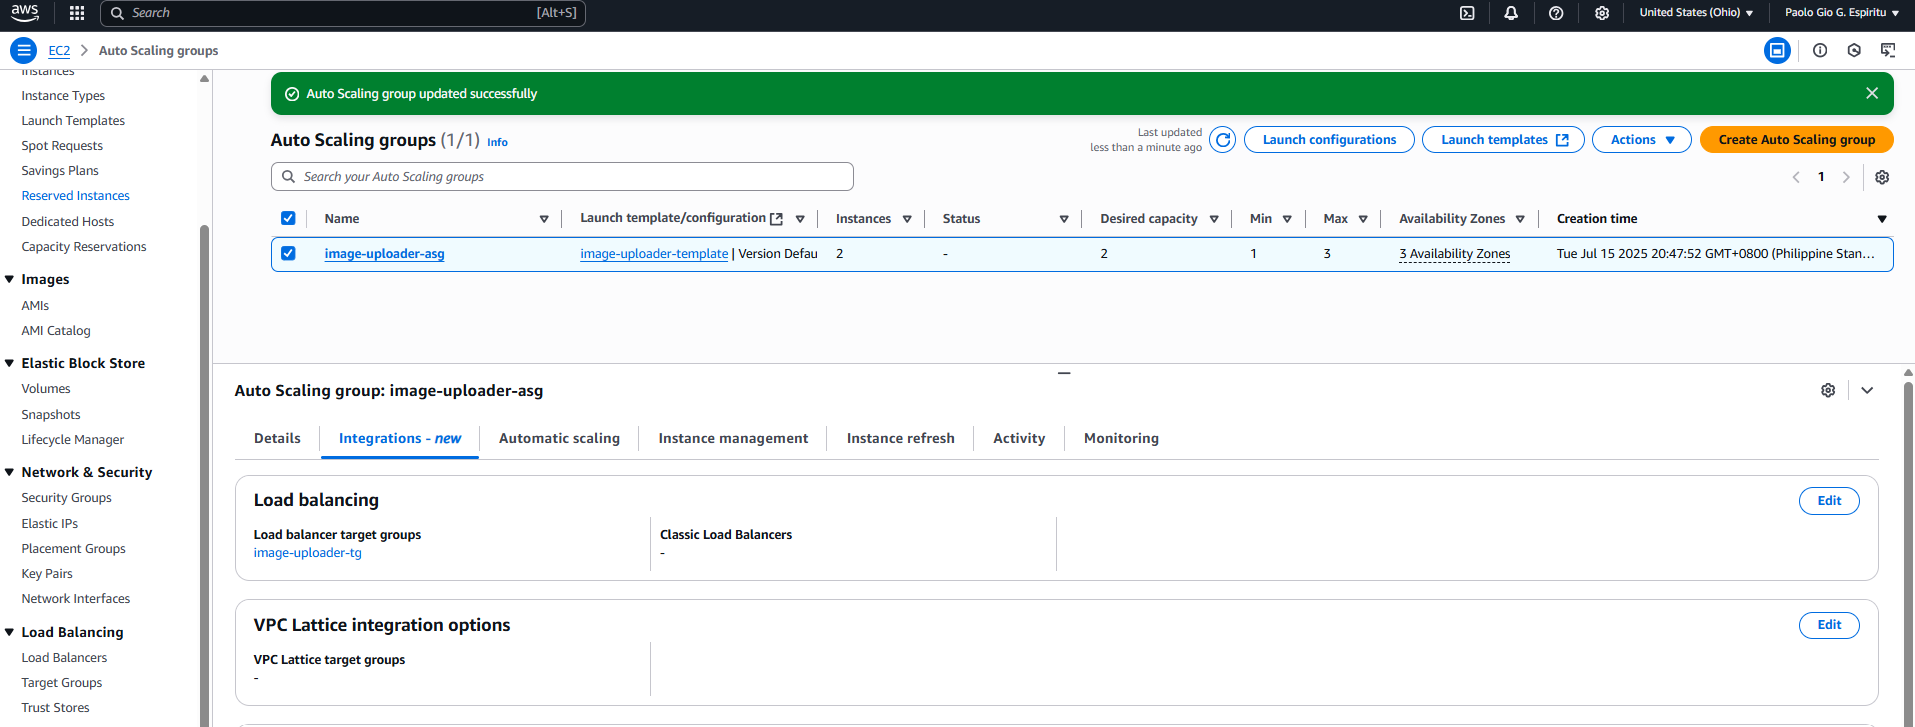 aws
Search [Alt+S]
United States (Ohio)
Paolo Gio G. Espiritu
EC2 Auto Scaling groups
Instances
Instance Types
Launch Templates
Spot Requests
Savings Plans
Reserved Instances
Dedicated Hosts
Capacity Reservations
Images
AMIs
AMI Catalog
Elastic Block Store
Volumes
Snapshots
Lifecycle Manager
Network & Security
Security Groups
Elastic IPs
Placement Groups
Key Pairs
Network Interfaces
Load Balancing
Load Balancers
Target Groups
Trust Stores
Auto Scaling group updated successfully
Auto Scaling groups (1/1) Info
Last updated
less than a minute ago
Launch configurations
Launch templates
Actions
Create Auto Scaling group
Search your Auto Scaling groups
1
Name Launch template/configuration Instances Status Desired capacity Min Max Availability Zones Creation time
image-uploader-asg image-uploader-template | Version Defau 2 - 2 1 3 3 Availability Zones Tue Jul 15 2025 20:47:52 GMT+0800 (Philippine Stan...
Auto Scaling group: image-uploader-asg
Details Integrations - new Automatic scaling Instance management Instance refresh Activity Monitoring
Load balancing
Edit
Load balancer target groups
image-uploader-tg
Classic Load Balancers
-
VPC Lattice integration options
Edit
VPC Lattice target groups
-